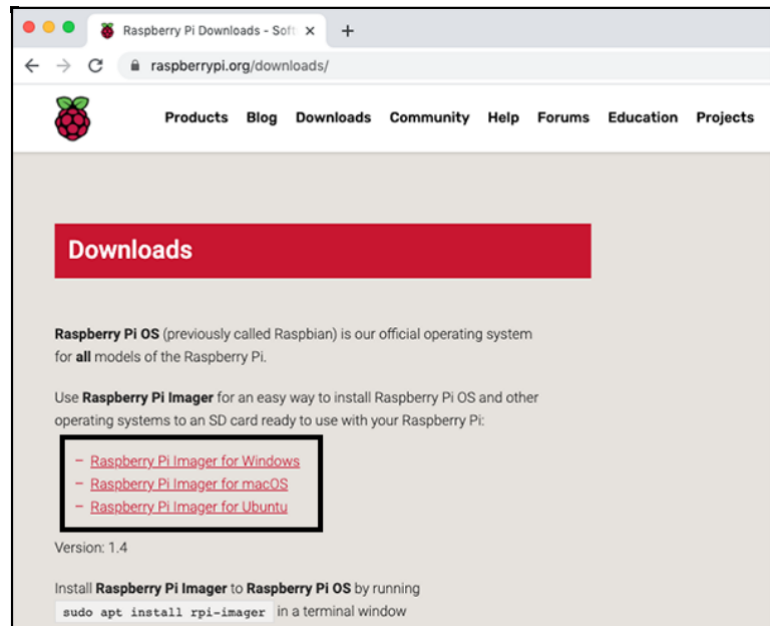 Raspberry Pi Downloads - Soft
raspberrypi.org/downloads/
Products Blog Downloads Community Help Forums Education Projects
Downloads
Raspberry Pi OS (previously called Raspbian) is our official operating system
for all models of the Raspberry Pi.
Use Raspberry Pi Imager for an easy way to install Raspberry Pi OS and other
operating systems to an SD card ready to use with your Raspberry Pi:
– Raspberry Pi Imager for Windows
– Raspberry Pi Imager for macOS
– Raspberry Pi Imager for Ubuntu
Version: 1.4
Install Raspberry Pi Imager to Raspberry Pi OS by running
sudo apt install rpi-imager in a terminal window